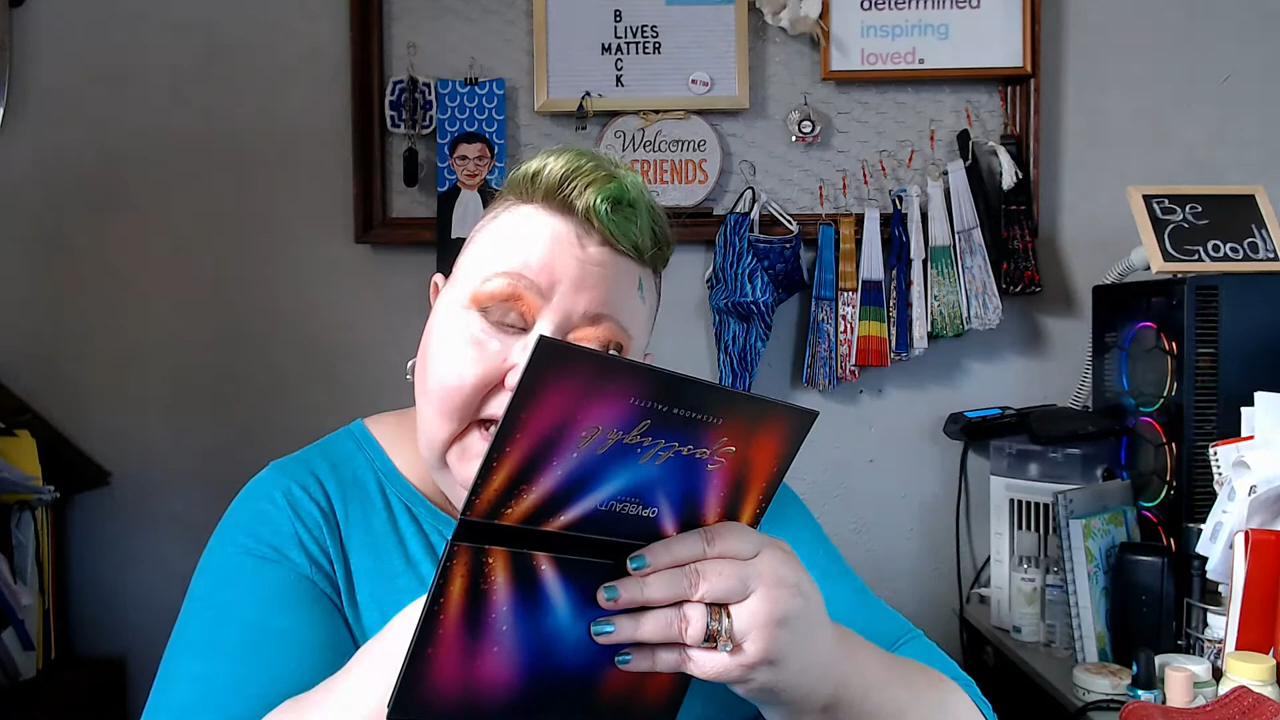 B
LIVES
MATTER
C
K
ME TOO
determined
inspiring
loved.
Welcome
FRIENDS
Be
Good!
EYESHADOW PALETTE
Spotlight
OPVBEAUTY